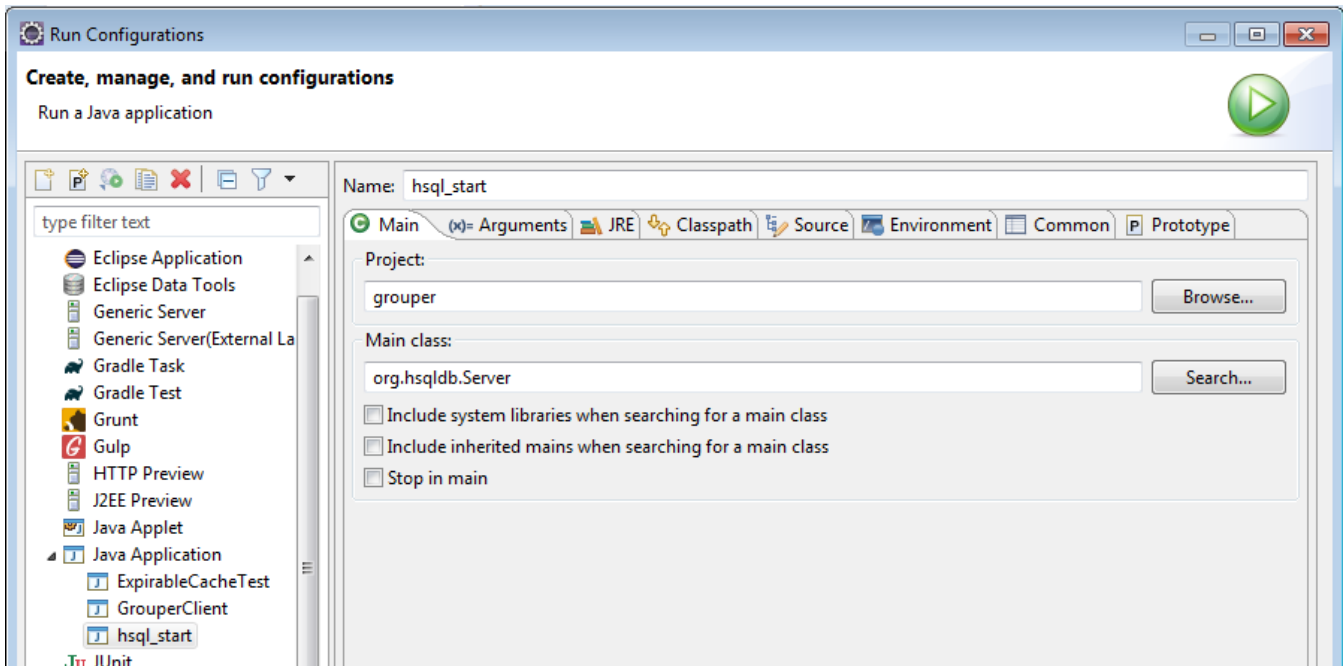 Run Configurations
Create, manage, and run configurations
Run a Java application
type filter text
Eclipse Application
Eclipse Data Tools
Generic Server
Generic Server(External La
Gradle Task
Gradle Test
Grunt
Gulp
HTTP Preview
J2EE Preview
Java Applet
Java Application
ExpirableCacheTest
GrouperClient
hsql_start
JUnit
Name: hsql_start
Main (x)= Arguments JRE Classpath Source Environment Common Prototype
Project:
grouper Browse...
Main class:
org.hsqldb.Server Search...
Include system libraries when searching for a main class
Include inherited mains when searching for a main class
Stop in main